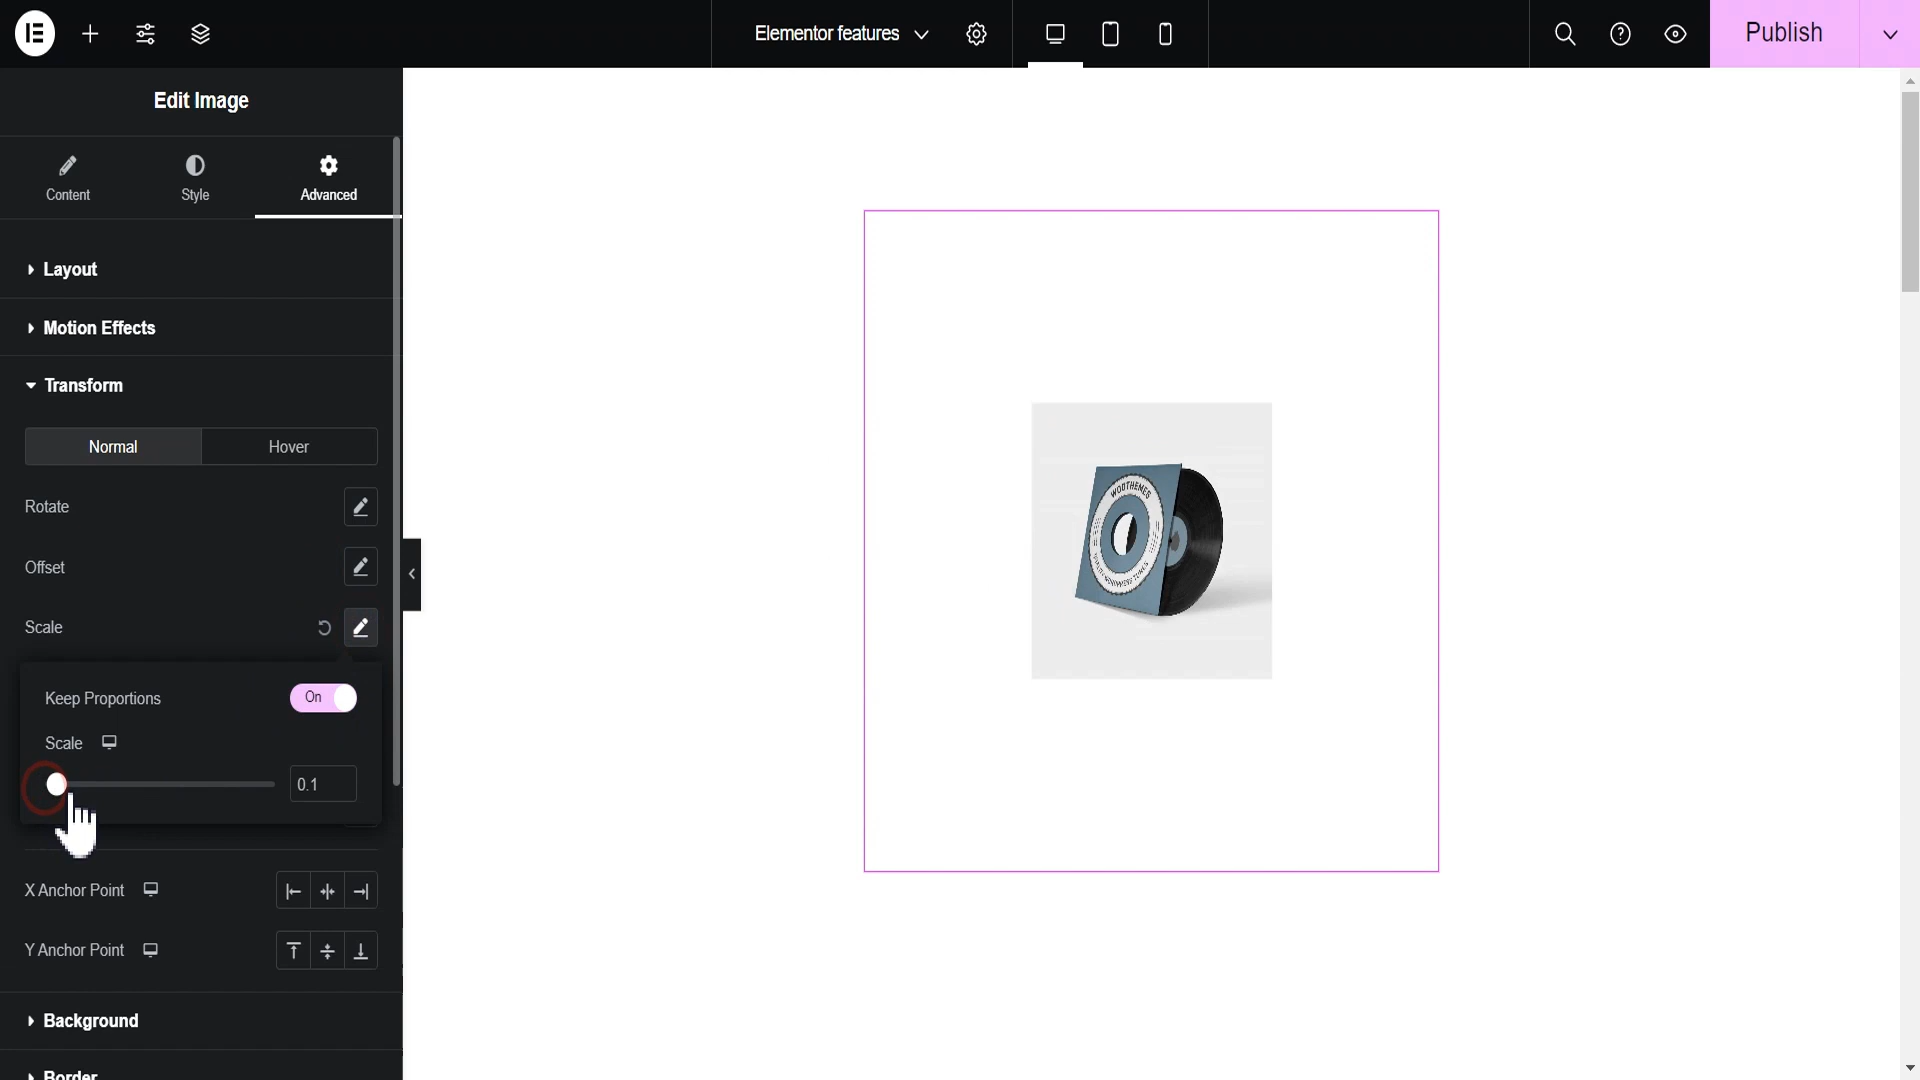 Elementor features
Publish
Edit Image
Content
Style
Advanced
Layout
Motion Effects
Transform
Normal
Hover
Rotate
Offset
Scale
Keep Proportions
On
Scale
0.1
X Anchor Point
Y Anchor Point
Background
Border
WOOTHEMES